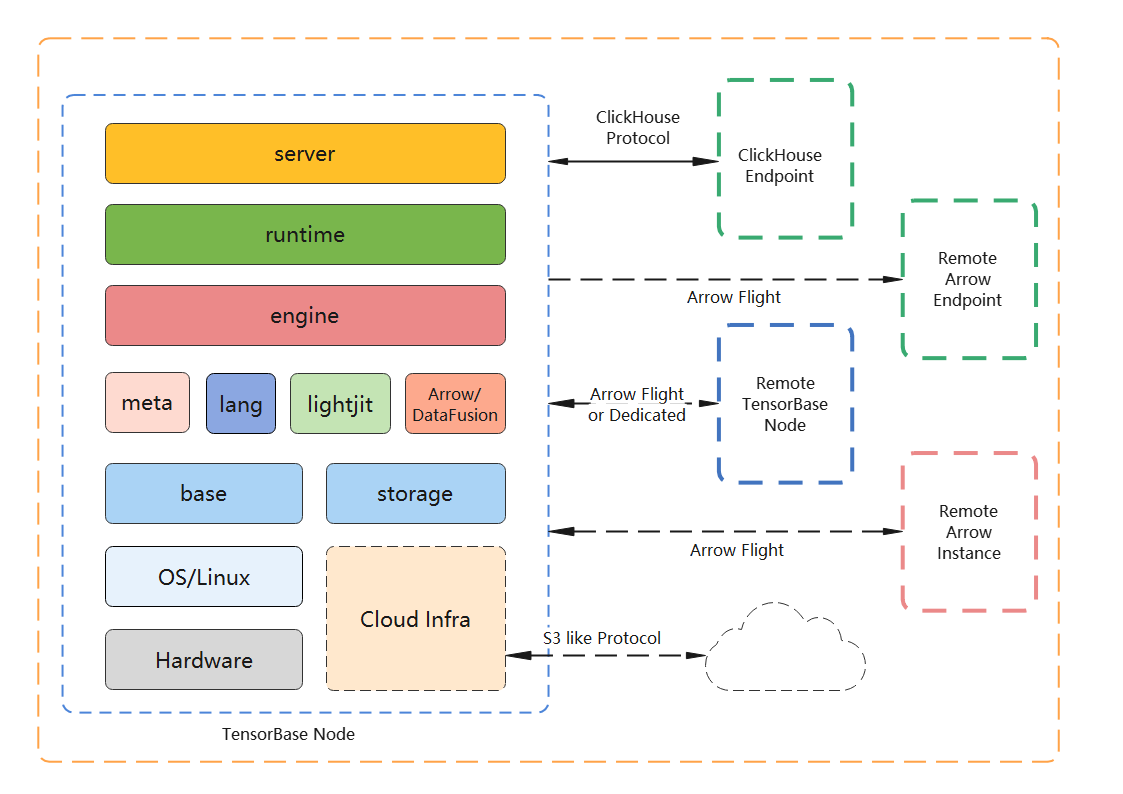 server
runtime
engine
meta
lang
lightjit
Arrow/
DataFusion
base
storage
OS/Linux
Cloud Infra
Hardware
TensorBase Node
ClickHouse
Protocol
ClickHouse
Endpoint
Arrow Flight
Remote
Arrow
Endpoint
Arrow Flight
or Dedicated
Remote
TensorBase
Node
Arrow Flight
Remote
Arrow
Instance
S3 like Protocol